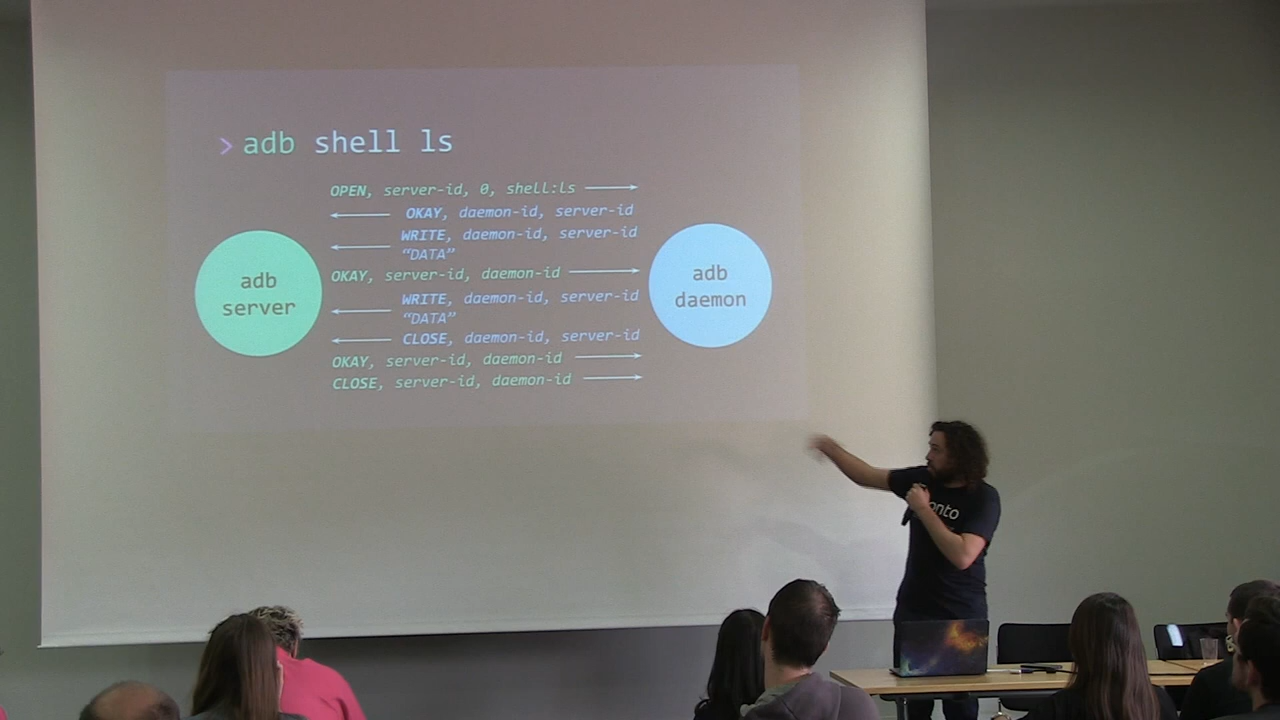 > adb shell ls
OPEN, server-id, 0, shell:ls
OKAY, daemon-id, server-id
WRITE, daemon-id, server-id
“DATA”
OKAY, server-id, daemon-id
WRITE, daemon-id, server-id
“DATA”
CLOSE, daemon-id, server-id
OKAY, server-id, daemon-id
CLOSE, server-id, daemon-id
adb
server
adb
daemon